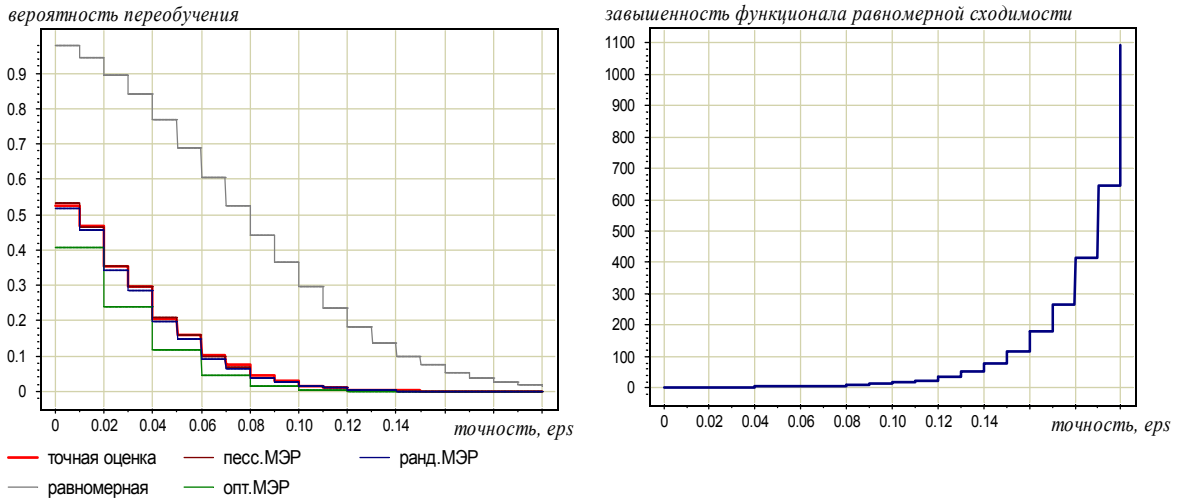 вероятность переобучения
0.9
0.8
0.7
0.6
0.5
0.4
0.3
0.2
0.1
0
0 0.02 0.04 0.06 0.08 0.10 0.12 0.14
точность, eps
точная оценка песс.МЭР ранд.МЭР
равномерная опт.МЭР
завышенность функционала равномерной сходимости
1100
1000
900
800
700
600
500
400
300
200
100
0
0 0.02 0.04 0.06 0.08 0.10 0.12 0.14
точность, eps